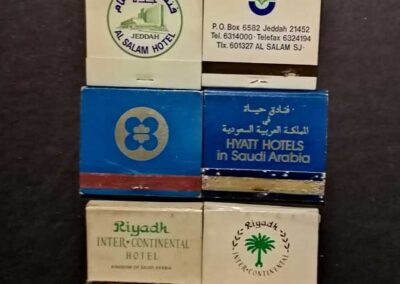 فندق
JEDDAH
AL SALAM HOTEL
P.O. Box 6582 Jeddah 21452
Tel. 6314000 · Telefax 6324194
Tlx. 601327 AL SALAM SJ·
فنادق حياة
في
المملكة العربية السعودية
HYATT HOTELS
in Saudi Arabia
Riyadh
INTER·CONTINENTAL
HOTEL
KINGDOM OF SAUDI ARABIA
Riyadh
INTER·CONTINENTAL